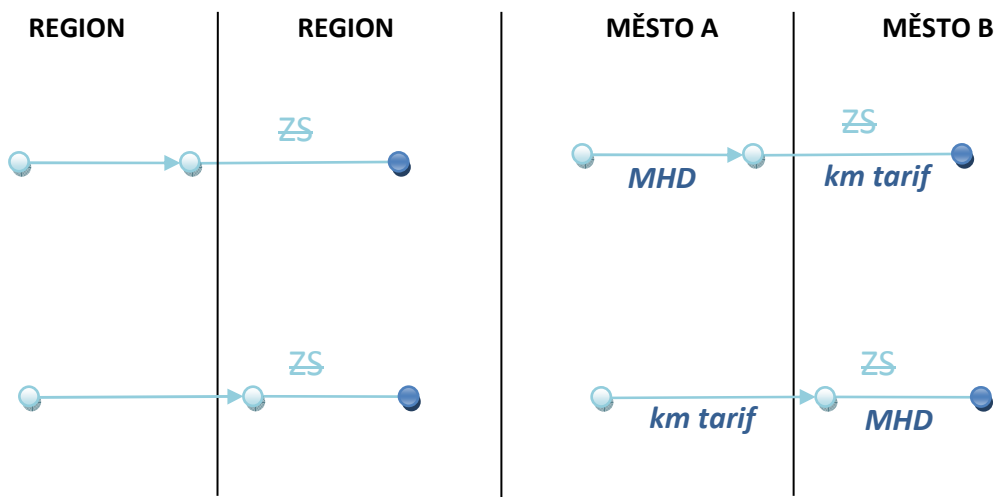 REGION REGION MĚSTO A MĚSTO B
ZS ZS
MHD km tarif
ZS ZS
km tarif MHD